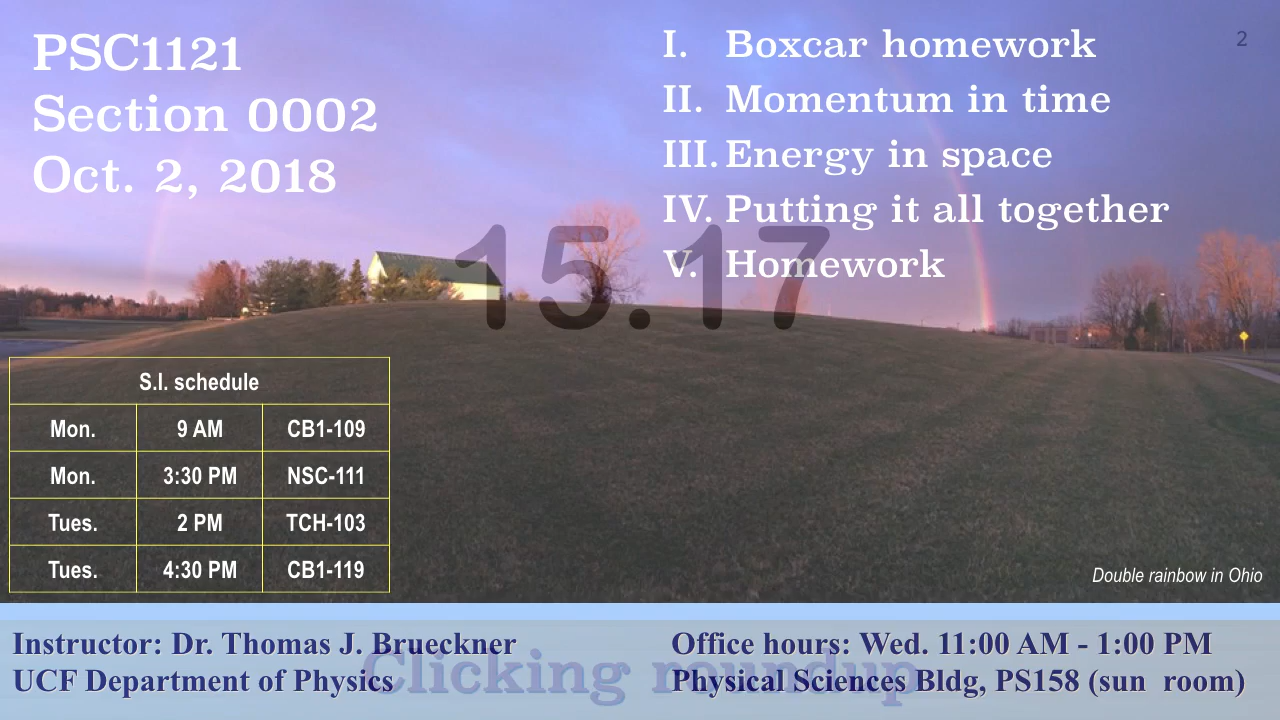 PSC1121
Section 0002
Oct. 2, 2018
I. Boxcar homework
II. Momentum in time
III. Energy in space
IV. Putting it all together
V. Homework
2
15.17
S.I. schedule
Mon. 9 AM CB1-109
Mon. 3:30 PM NSC-111
Tues. 2 PM TCH-103
Tues. 4:30 PM CB1-119
Double rainbow in Ohio
Instructor: Dr. Thomas J. Brueckner
UCF Department of Physics
Office hours: Wed. 11:00 AM - 1:00 PM
Physical Sciences Bldg, PS158 (sun room)
Clicking roundup